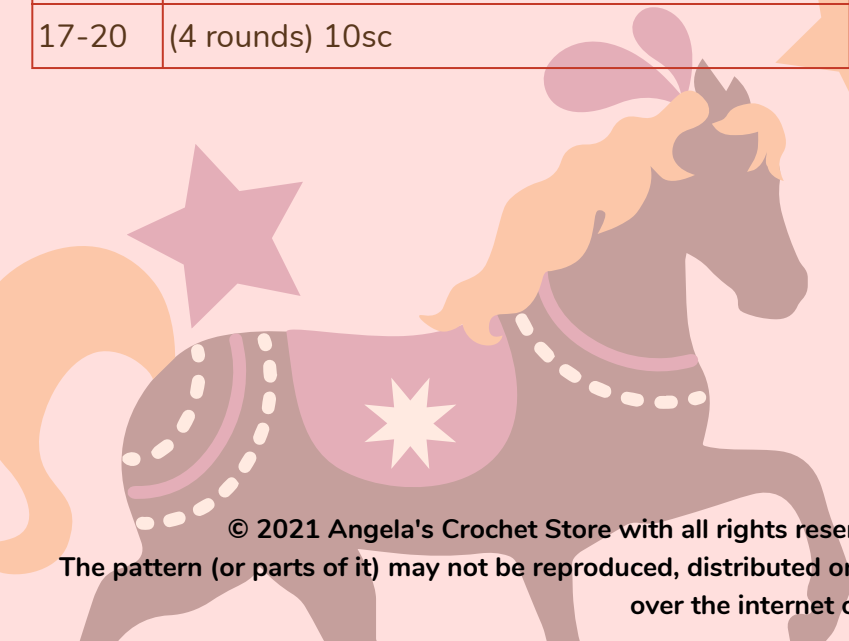 17-20 (4 rounds) 10sc
© 2021 Angela's Crochet Store with all rights
The pattern (or parts of it) may not be reproduced, distributed
over the internet